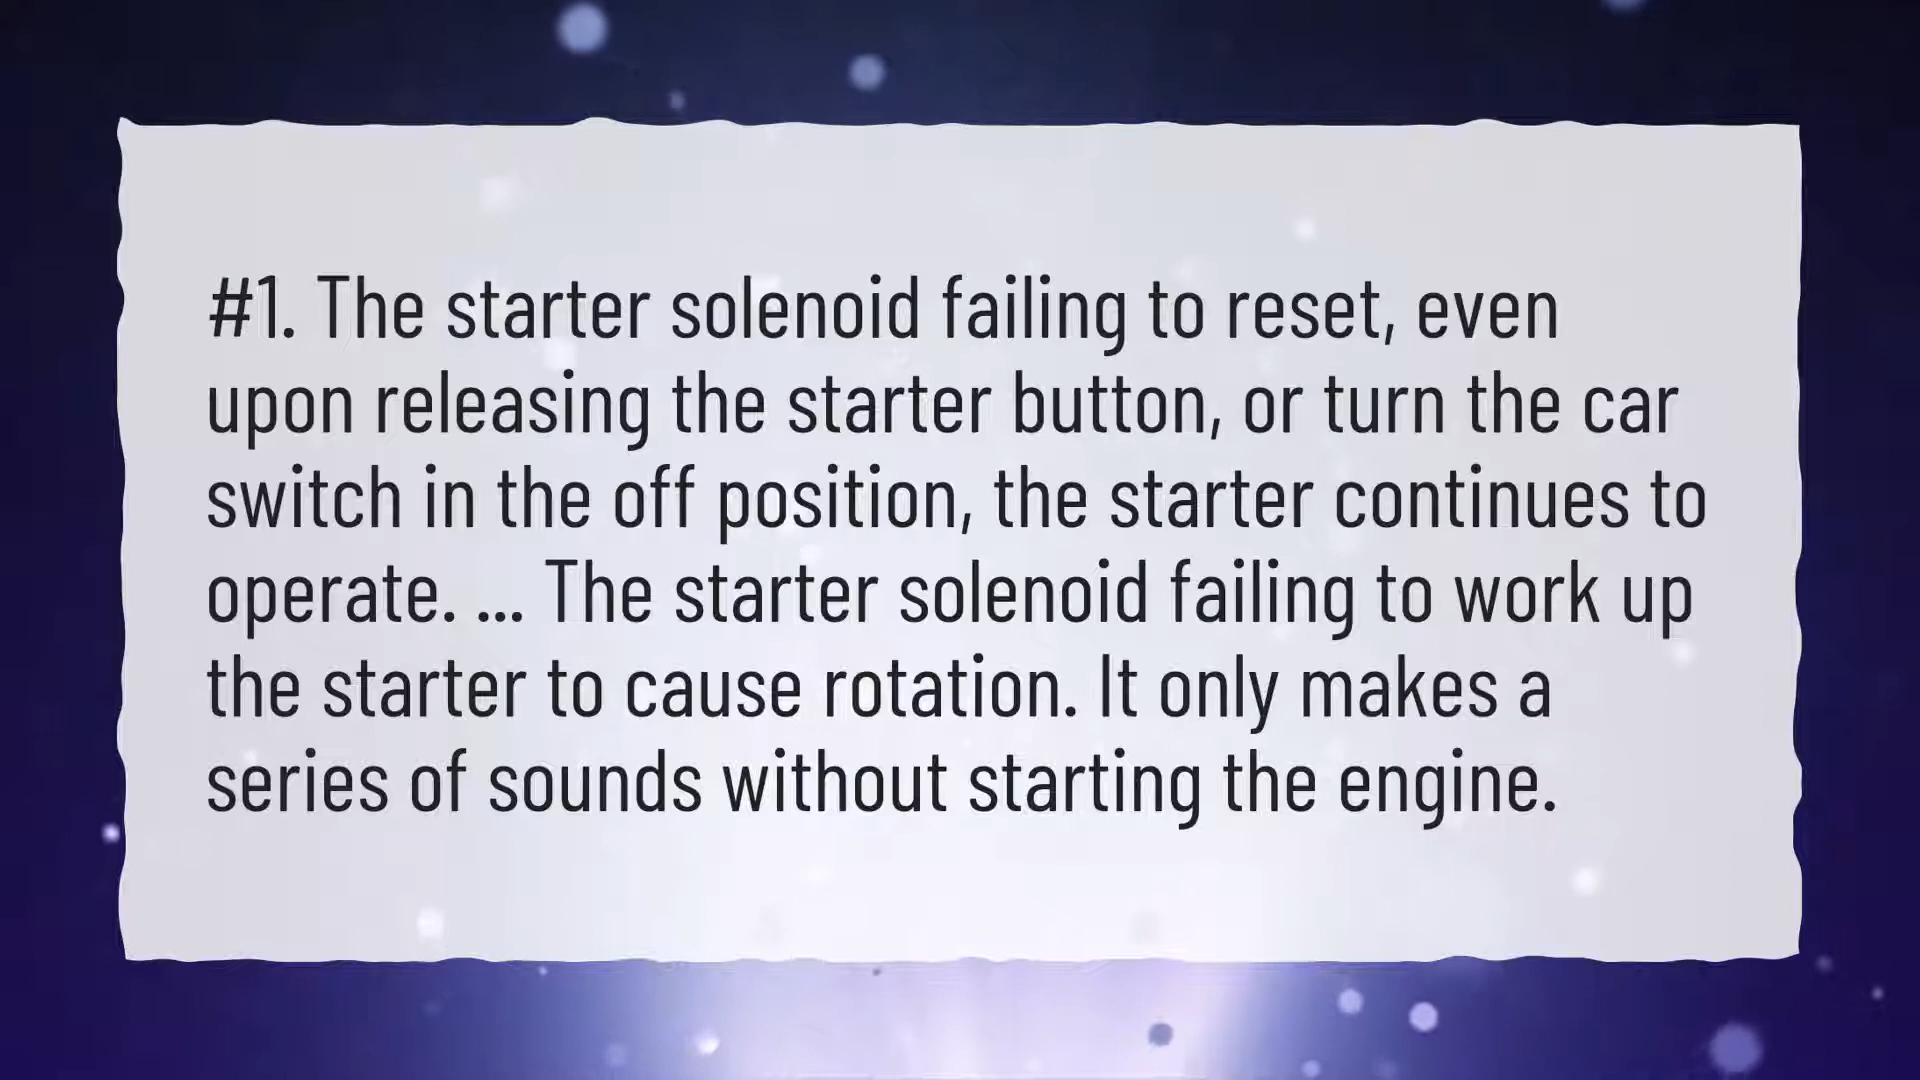 #1. The starter solenoid failing to reset, even
upon releasing the starter button, or turn the car
switch in the off position, the starter continues to
operate. ... The starter solenoid failing to work up
the starter to cause rotation. It only makes a
series of sounds without starting the engine.